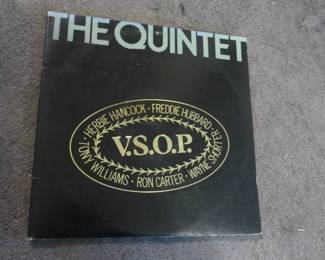 THE QUINTET
HERBIE HANCOCK · FREDDIE HUBBARD ·
V.S.O.P.
TONY WILLIAMS · RON CARTER · WAYNE SHORTER ·